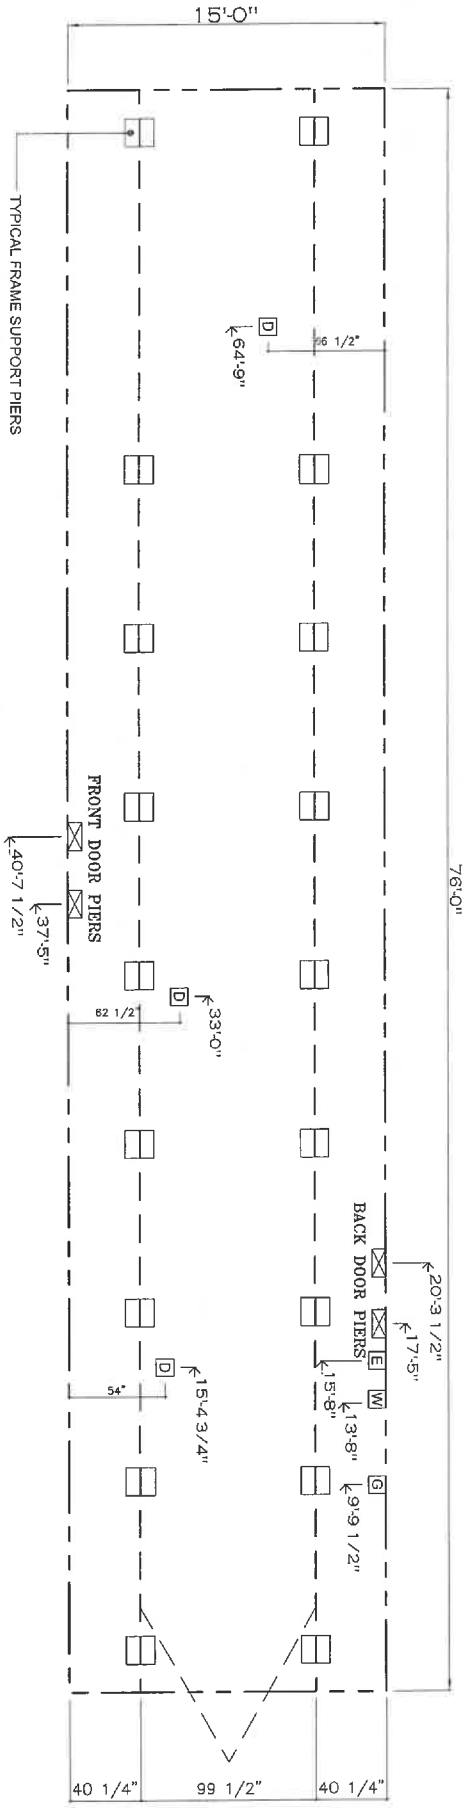 15'-0"
76'-0"
TYPICAL FRAME SUPPORT PIERS
D
64'-9"
6 1/2"
FRONT DOOR PIERS
40'-7 1/2"
37'-5"
D
33'-0"
62 1/2"
BACK DOOR PIERS
20'-3 1/2"
17'-5"
E
15'-8"
W
13'-8"
G
9'-9 1/2"
D
15'-4 3/4"
54"
40 1/4"
99 1/2"
40 1/4"